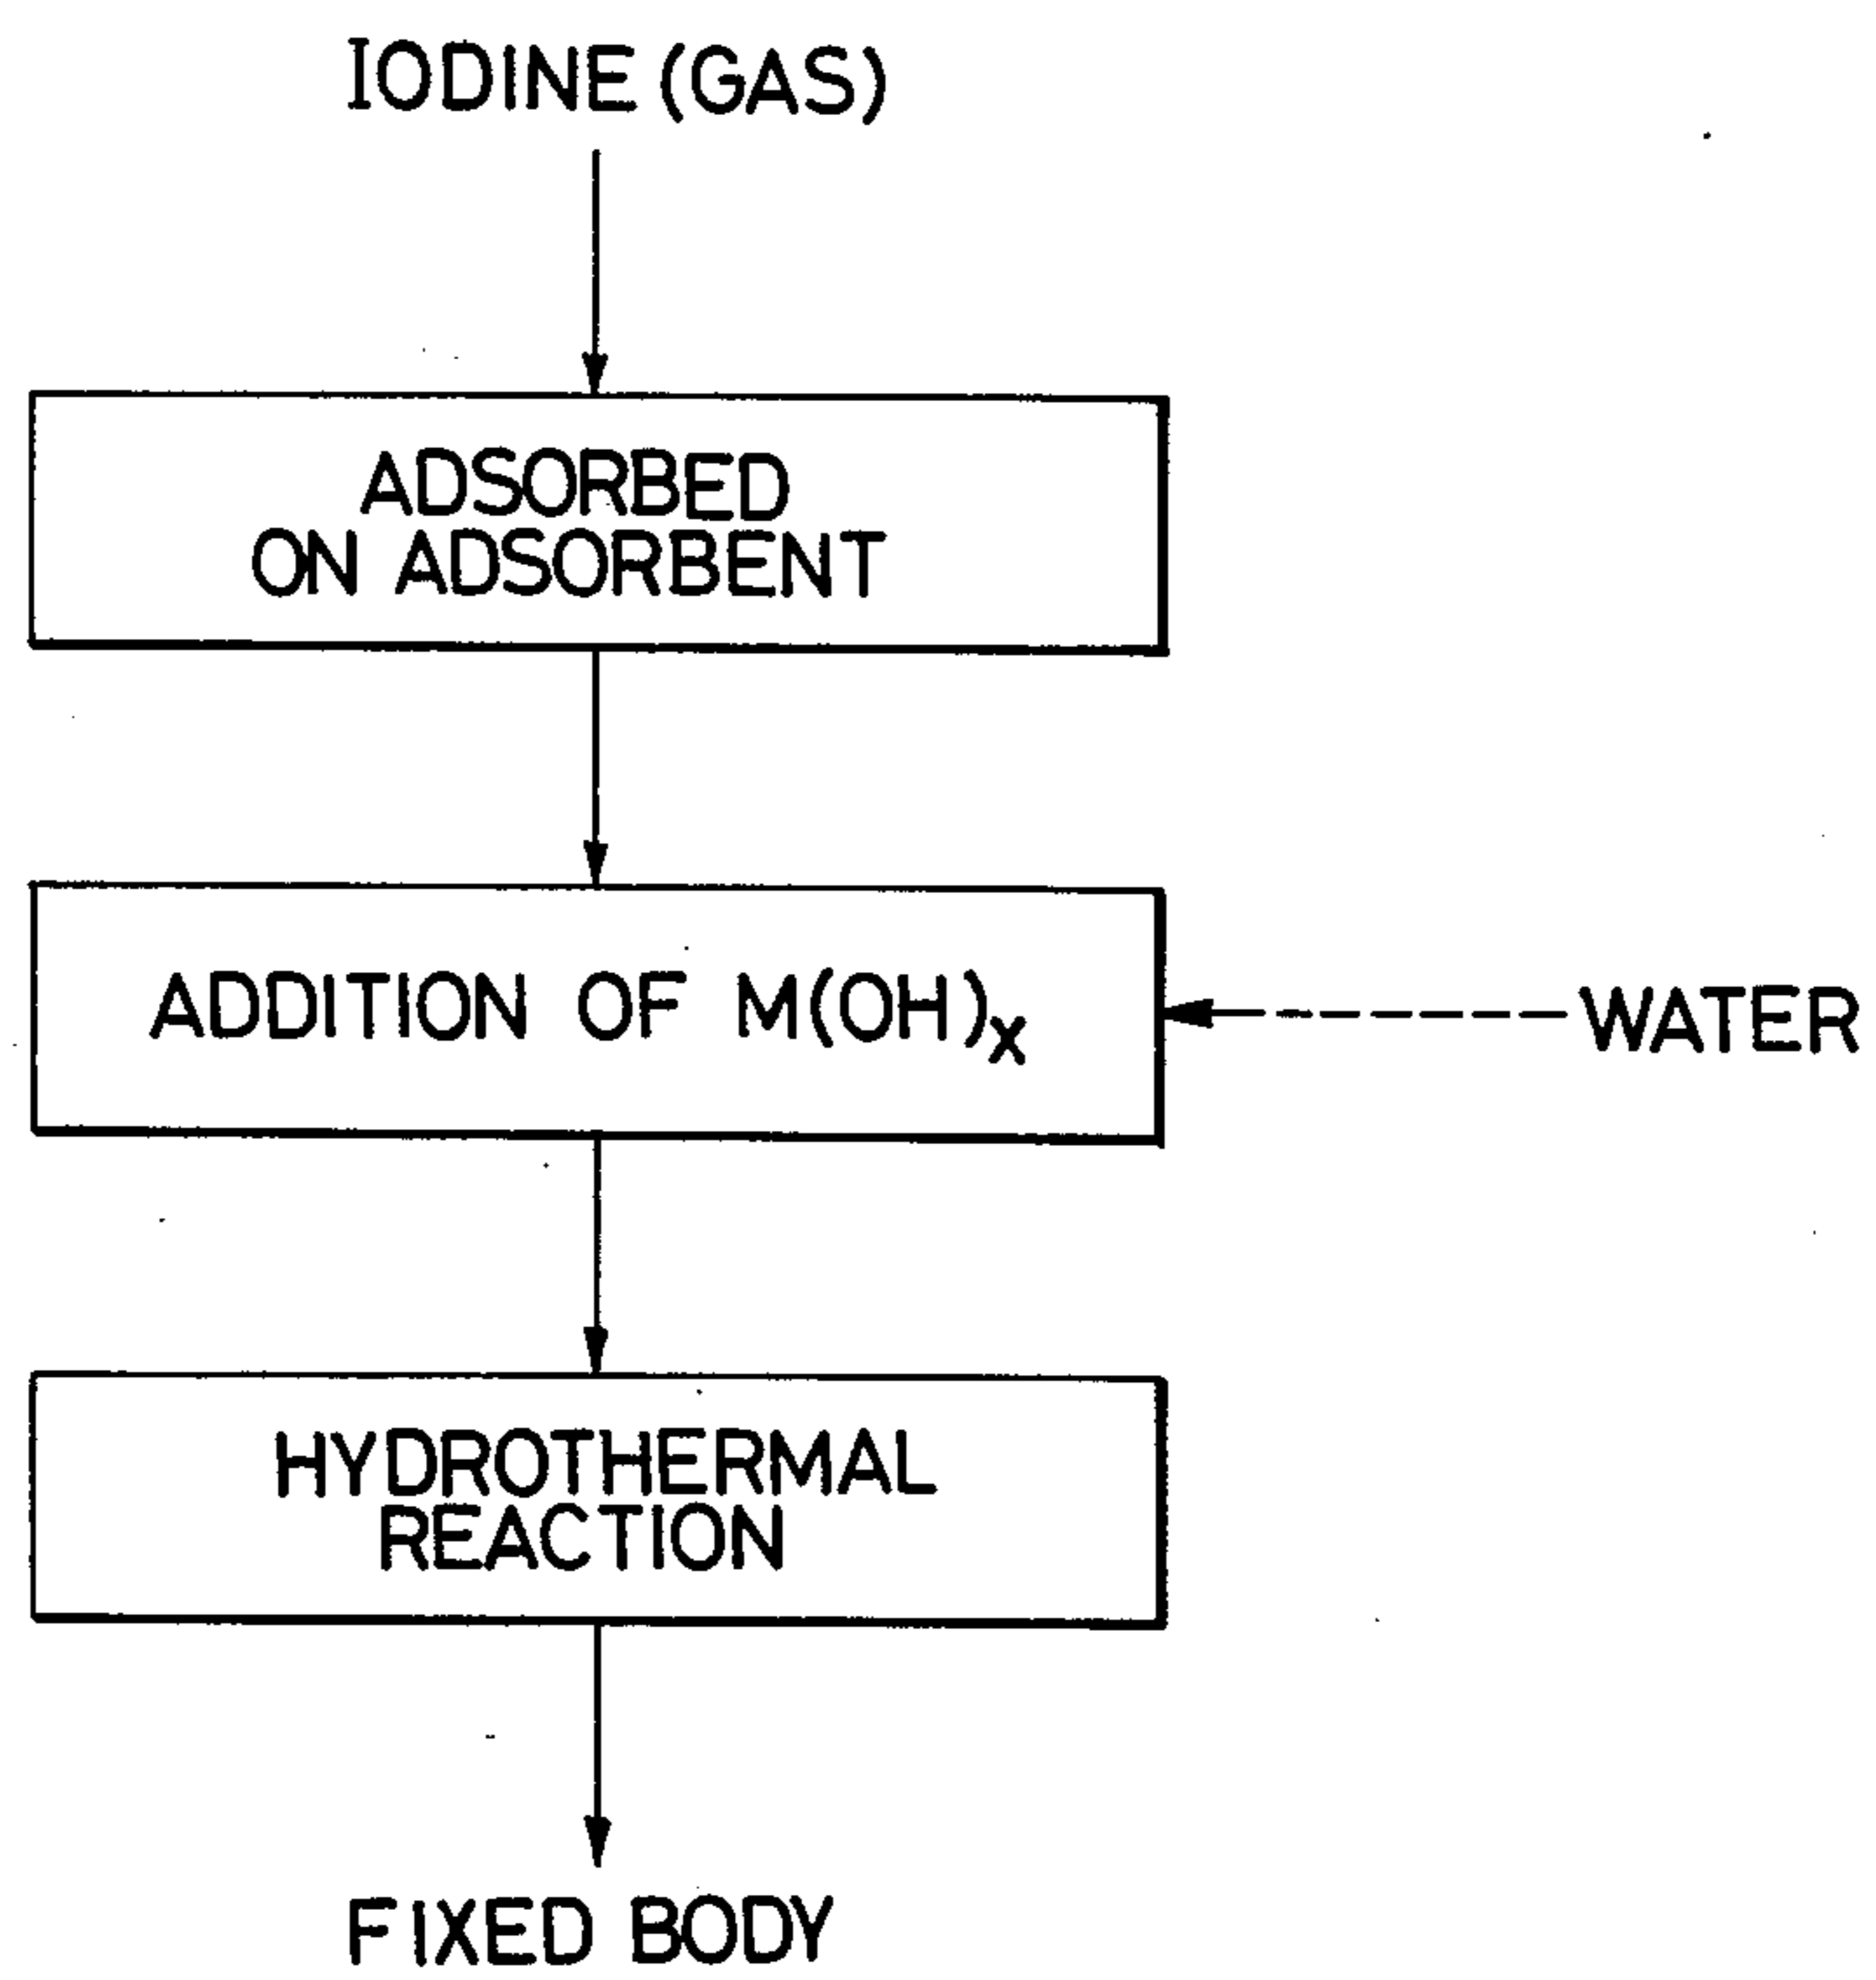 IODINE (GAS)
ADSORBED
ON ADSORBENT
ADDITION OF M(OH)x
WATER
HYDROTHERMAL
REACTION
FIXED BODY